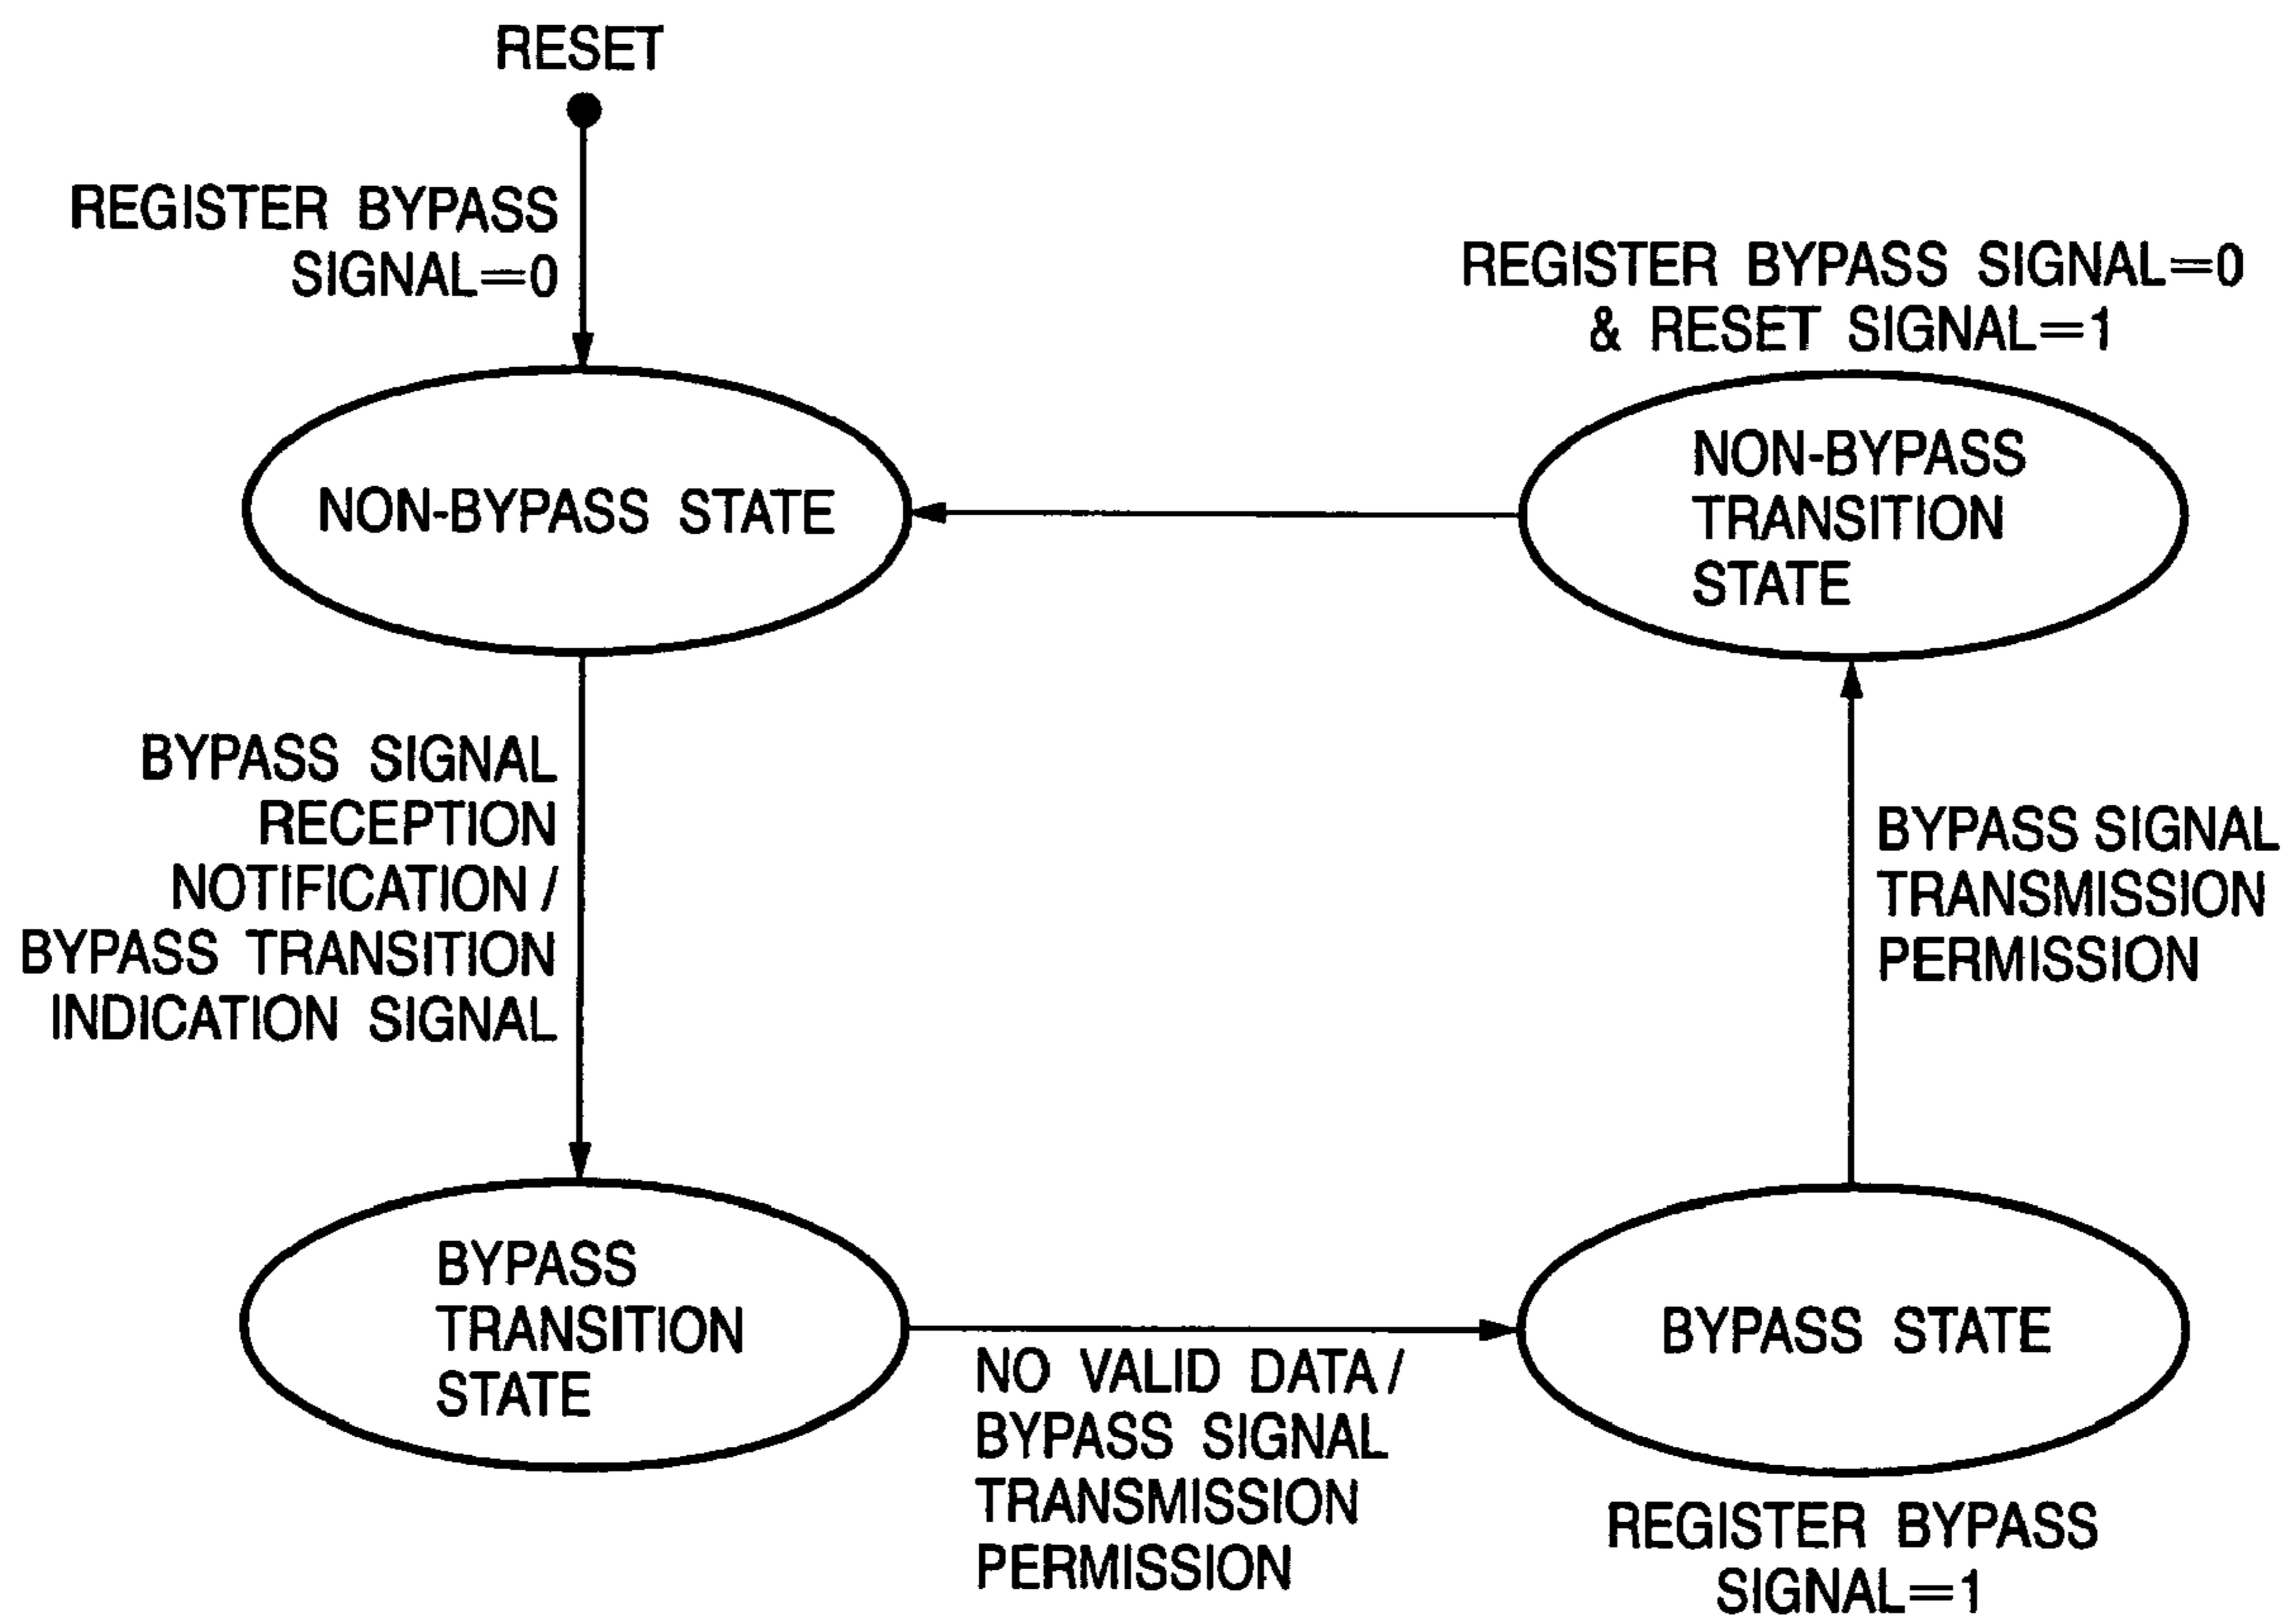 RESET
REGISTER BYPASS
SIGNAL=0
REGISTER BYPASS SIGNAL=0
& RESET SIGNAL=1
NON-BYPASS STATE
NON-BYPASS
TRANSITION
STATE
BYPASS SIGNAL
RECEPTION
NOTIFICATION /
BYPASS TRANSITION
INDICATION SIGNAL
BYPASS SIGNAL
TRANSMISSION
PERMISSION
BYPASS
TRANSITION
STATE
NO VALID DATA /
BYPASS SIGNAL
TRANSMISSION
PERMISSION
BYPASS STATE
REGISTER BYPASS
SIGNAL=1